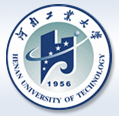 河南工業大學
1956
HENAN UNIVERSITY OF TECHNOLOGY